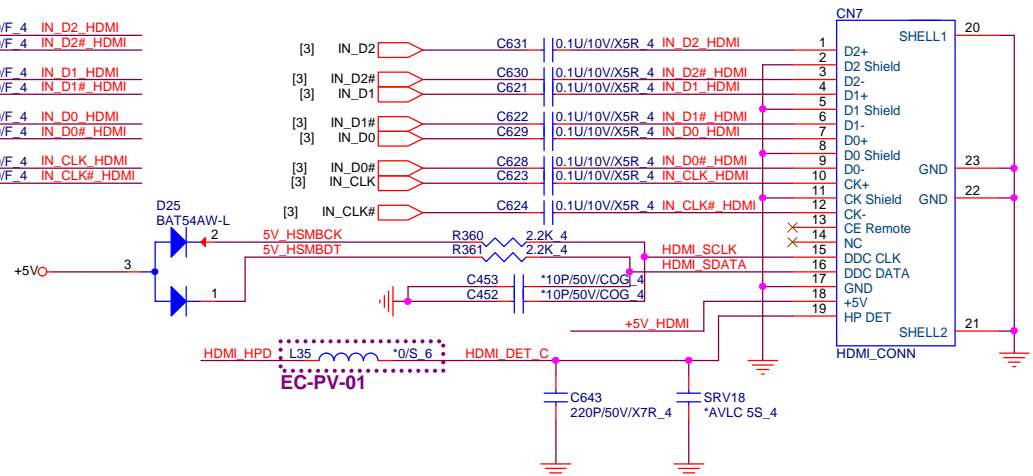 CN7
/F_4 IN_D2_HDMI
/F_4 IN_D2#_HDMI
/F_4 IN_D1_HDMI
/F_4 IN_D1#_HDMI
/F_4 IN_D0_HDMI
/F_4 IN_D0#_HDMI
/F_4 IN_CLK_HDMI
/F_4 IN_CLK#_HDMI
[3] IN_D2 C631 0.1U/10V/X5R_4 IN_D2_HDMI
[3] IN_D2# C630 0.1U/10V/X5R_4 IN_D2#_HDMI
[3] IN_D1 C621 0.1U/10V/X5R_4 IN_D1_HDMI
[3] IN_D1# C622 0.1U/10V/X5R_4 IN_D1#_HDMI
[3] IN_D0 C629 0.1U/10V/X5R_4 IN_D0_HDMI
[3] IN_D0# C628 0.1U/10V/X5R_4 IN_D0#_HDMI
[3] IN_CLK C623 0.1U/10V/X5R_4 IN_CLK_HDMI
[3] IN_CLK# C624 0.1U/10V/X5R_4 IN_CLK#_HDMI
SHELL1 20
1 D2+
2 D2 Shield
3 D2-
4 D1+
5 D1 Shield
6 D1-
7 D0+
8 D0 Shield
9 D0-
10 CK+
11 CK Shield
12 CK-
13 CE Remote
14 NC
15 DDC CLK
16 DDC DATA
17 GND
18 +5V
19 HP DET
GND 23
GND 22
SHELL2 21
HDMI_CONN
D25
BAT54AW-L
+5V 3
2 5V_HSMBCK R360 2.2K_4 HDMI_SCLK
1 5V_HSMBDT R361 2.2K_4 HDMI_SDATA
C453 *10P/50V/COG_4
C452 *10P/50V/COG_4
+5V_HDMI
HDMI_HPD L35 *0/S_6 HDMI_DET_C
EC-PV-01
C643
220P/50V/X7R_4
SRV18
*AVLC 5S_4